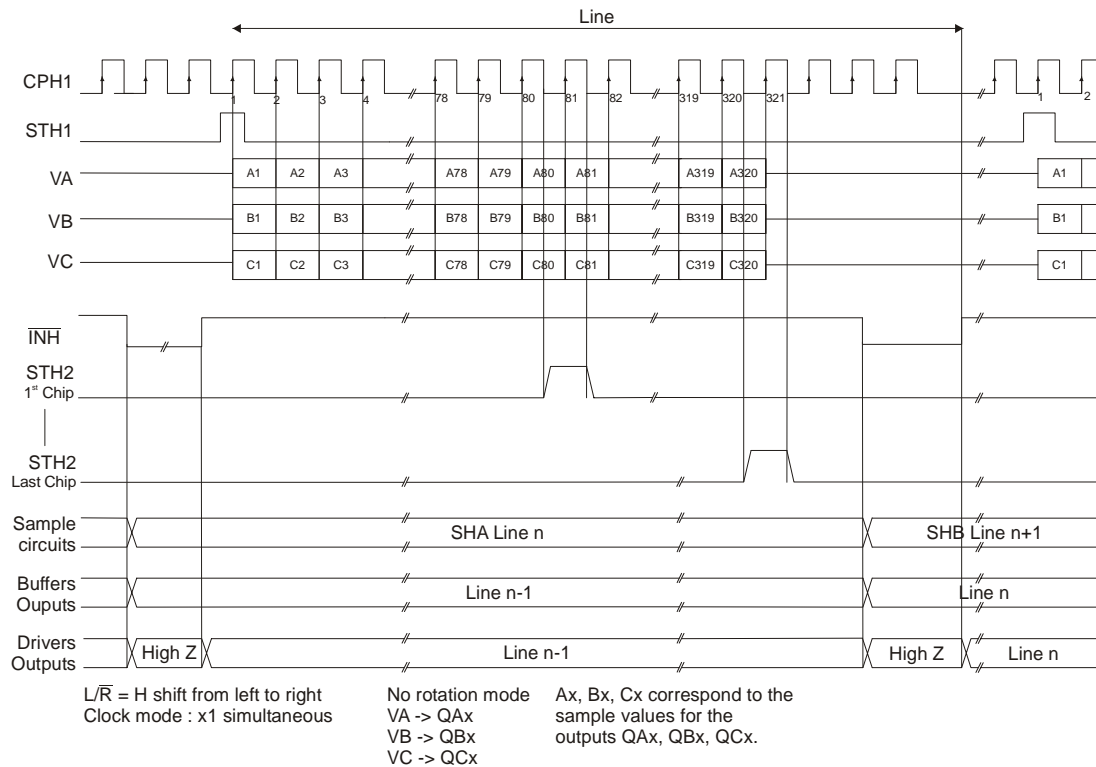 Line
CPH1
1 2 3 4 78 79 80 81 82 319 320 321 1 2
STH1
VA A1 A2 A3 A78 A79 A80 A81 A319 A320 A1
VB B1 B2 B3 B78 B79 B80 B81 B319 B320 B1
VC C1 C2 C3 C78 C79 C80 C81 C319 C320 C1
INH
STH2
1st Chip
STH2
Last Chip
Sample
circuits
SHA Line n SHB Line n+1
Buffers
Ouputs
Line n-1 Line n
Drivers
Outputs
High Z Line n-1 High Z Line n
L/R = H shift from left to right
Clock mode : x1 simultaneous
No rotation mode
VA -> QAx
VB -> QBx
VC -> QCx
Ax, Bx, Cx correspond to the
sample values for the
outputs QAx, QBx, QCx.